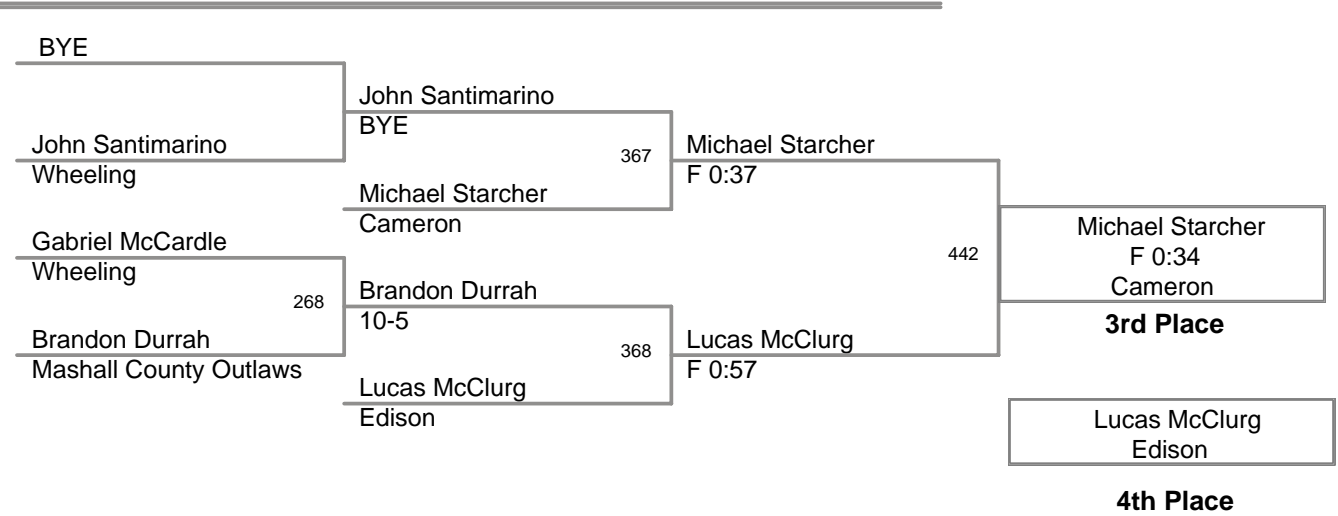 BYE
John Santimarino
Wheeling
Gabriel McCardle
Wheeling
268
Brandon Durrah
Mashall County Outlaws
John Santimarino
BYE
367
Michael Starcher
Cameron
Brandon Durrah
10-5
368
Lucas McClurg
Edison
Michael Starcher
F 0:37
442
Lucas McClurg
F 0:57
Michael Starcher
F 0:34
Cameron
3rd Place
Lucas McClurg
Edison
4th Place